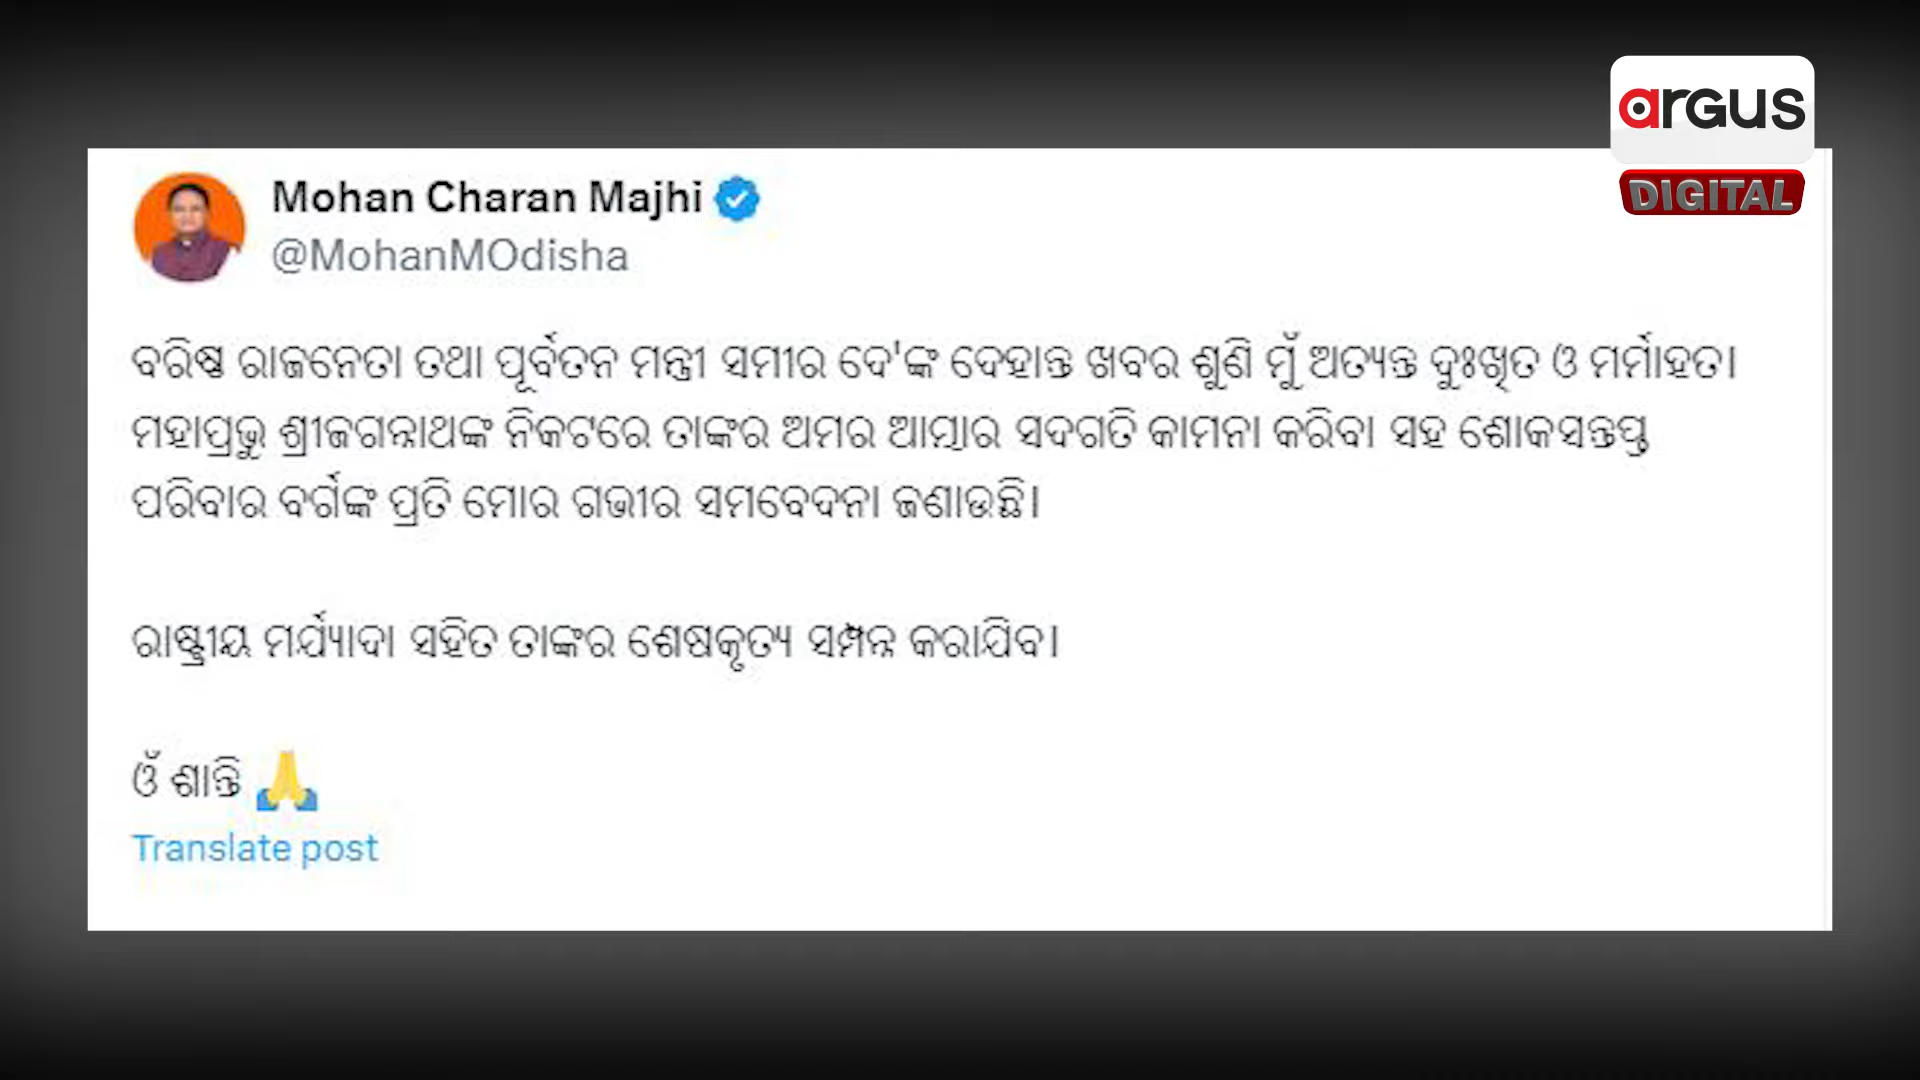 argus
DIGITAL
Mohan Charan Majhi
@MohanMOdisha
ବରିଷ୍ଠ ରାଜନେତା ତଥା ପୂର୍ବତନ ମନ୍ତ୍ରୀ ସମୀର ଦେ'ଙ୍କ ଦେହାନ୍ତ ଖବର ଶୁଣି ମୁଁ ଅତ୍ୟନ୍ତ ଦୁଃଖିତ ଓ ମର୍ମାହତ।
ମହାପ୍ରଭୁ ଶ୍ରୀଜଗନ୍ନାଥଙ୍କ ନିକଟରେ ତାଙ୍କର ଅମର ଆତ୍ମାର ସଦଗତି କାମନା କରିବା ସହ ଶୋକସନ୍ତପ୍ତ
ପରିବାର ବର୍ଗଙ୍କ ପ୍ରତି ମୋର ଗଭୀର ସମବେଦନା ଜଣାଉଛି।
ରାଷ୍ଟ୍ରୀୟ ମର୍ଯ୍ୟାଦା ସହିତ ତାଙ୍କର ଶେଷକୃତ୍ୟ ସମ୍ପନ୍ନ କରାଯିବ।
ଓଁ ଶାନ୍ତି 🙏
Translate post